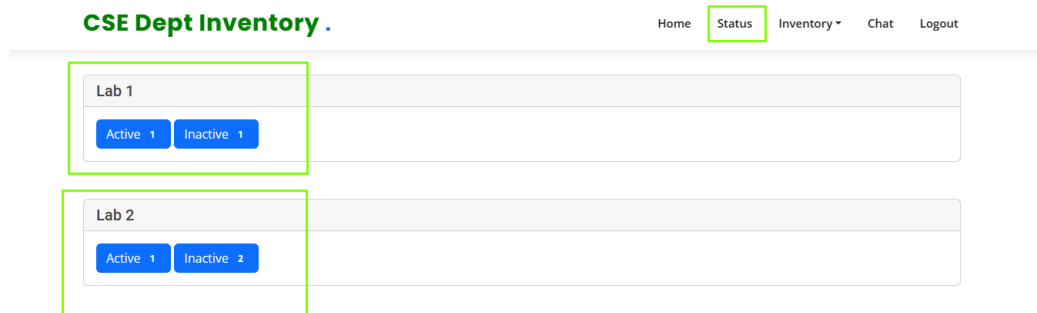 CSE Dept Inventory .
Home Status Inventory Chat Logout
Lab 1
Active 1 Inactive 1
Lab 2
Active 1 Inactive 2